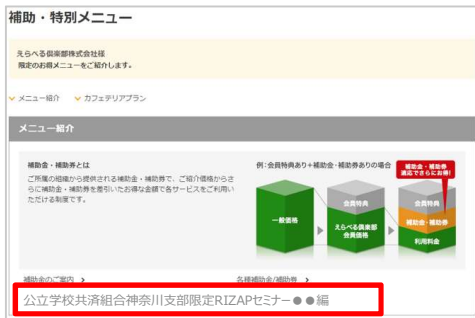 補助・特別メニュー
えらべる倶楽部株式会社様
限定のお得メニューをご紹介します。
メニュー紹介
カフェテリアプラン
メニュー紹介
補助金・補助券とは
ご所属の組織から提供される補助金・補助券で、ご紹介価格からさ
らに補助金・補助券を差引いたお得な金額で各サービスをご利用い
ただける制度です。
例:会員特典あり+補助金・補助券ありの場合
補助金・補助券
適応でさらにお得!
一般価格
会員特典
えらべる倶楽部
会員価格
会員特典
補助金・補助券
利用料金
補助金のご案内
各種補助金/補助券
公立学校共済組合神奈川支部限定RIZAPセミナー●●編